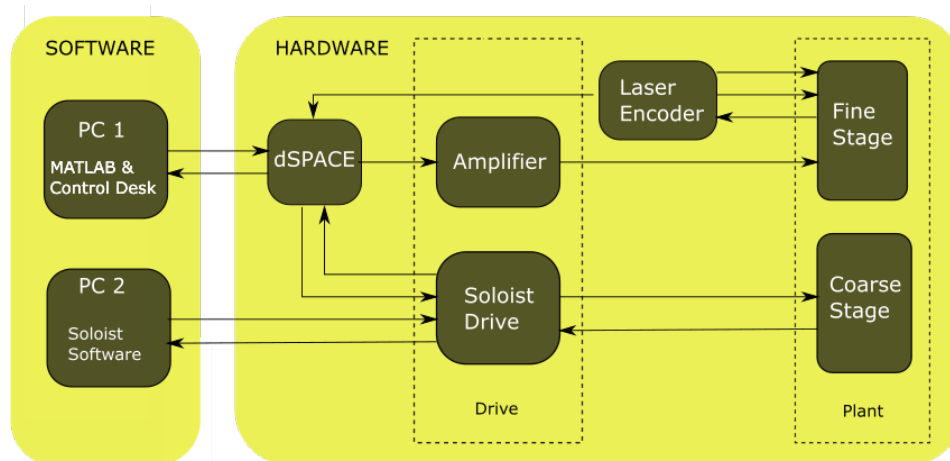 SOFTWARE
PC 1
MATLAB &
Control Desk
PC 2
Soloist
Software
HARDWARE
dSPACE
Amplifier
Soloist
Drive
Drive
Laser
Encoder
Fine
Stage
Coarse
Stage
Plant